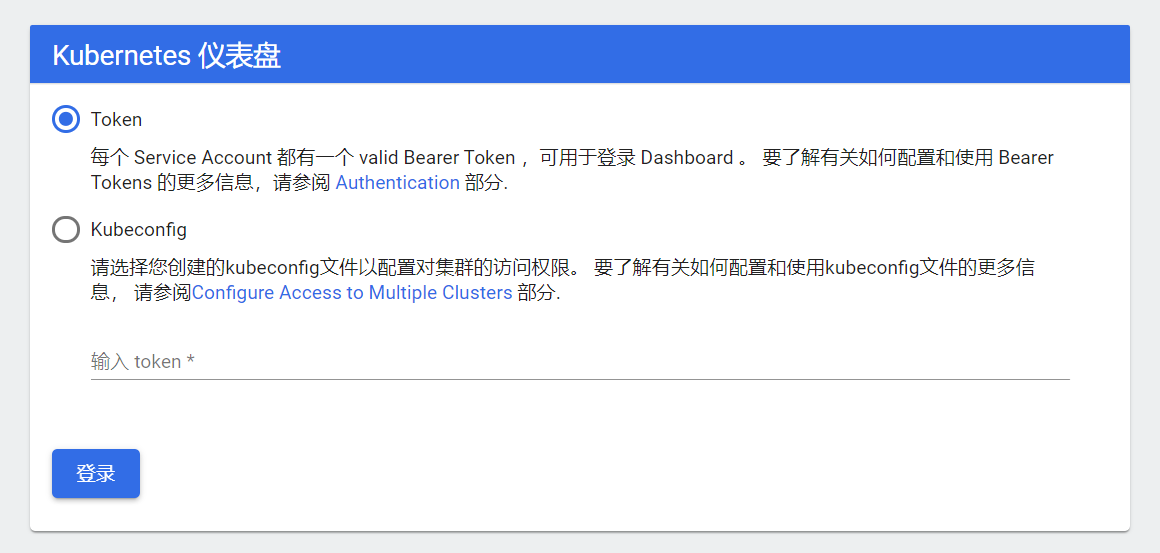 Kubernetes 仪表盘
Token
每个 Service Account 都有一个 valid Bearer Token ，可用于登录 Dashboard 。 要了解有关如何配置和使用 Bearer
Tokens 的更多信息，请参阅 Authentication 部分.
Kubeconfig
请选择您创建的kubeconfig文件以配置对集群的访问权限。 要了解有关如何配置和使用kubeconfig文件的更多信
息， 请参阅Configure Access to Multiple Clusters 部分.
输入 token *
登录